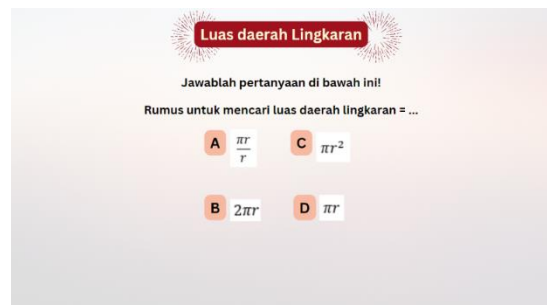 Luas daerah Lingkaran
Jawablah pertanyaan di bawah ini!
Rumus untuk mencari luas daerah lingkaran = ...
A πr/r
C πr²
B 2πr
D πr